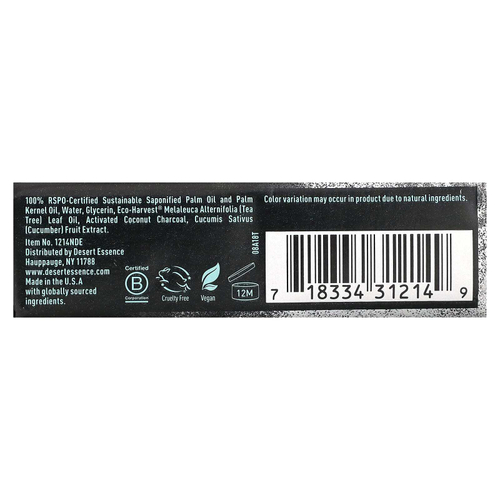 100% RSPO-Certified Sustainable Saponified Palm Oil and Palm
Kernel Oil, Water, Glycerin, Eco-Harvest® Melaleuca Alternifolia (Tea
Tree) Leaf Oil, Activated Coconut Charcoal, Cucumis Sativus
(Cucumber) Fruit Extract.
Item No. 1214NDE
Distributed by Desert Essence
Hauppauge, NY 11788
www.desertessence.com
Made in the U.S.A
with globally sourced
ingredients.
Certified
B
Corporation
Cruelty Free
Vegan
12M
08A18T
Color variation may occur in product due to natural ingredients.
7 18334 31214 9